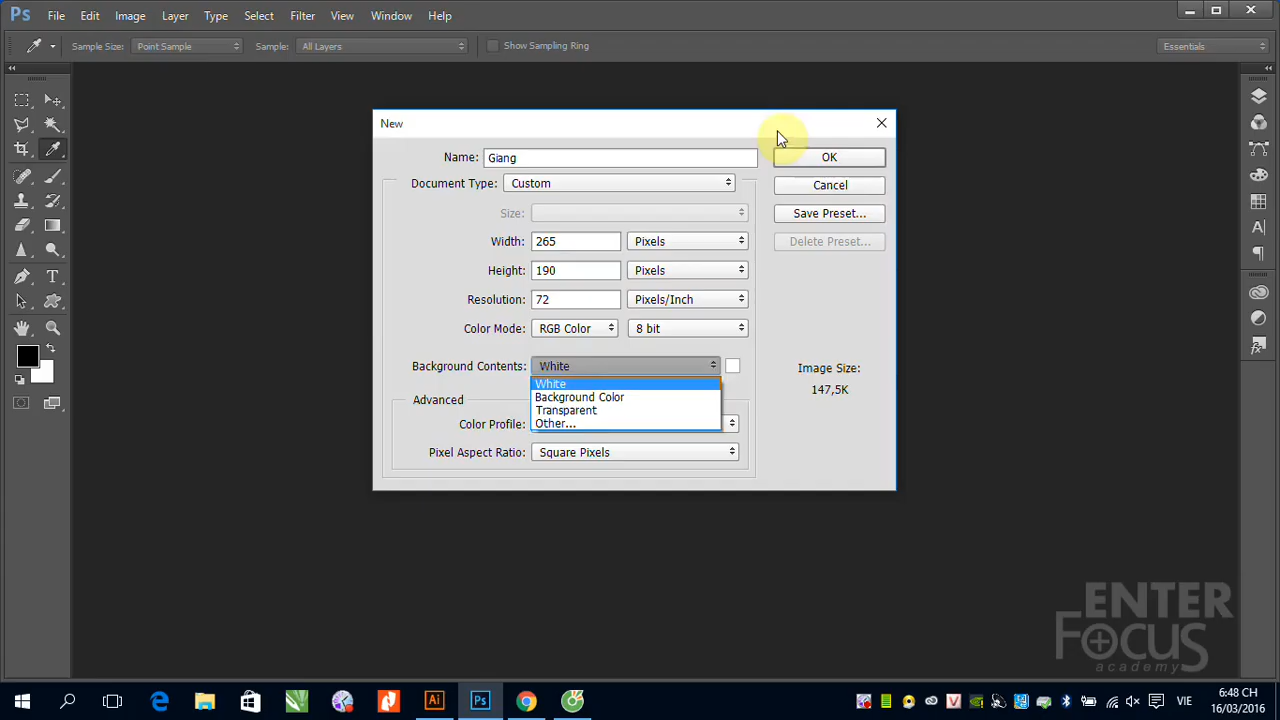 Ps File Edit Image Layer Type Select Filter View Window Help
Sample Size: Point Sample Sample: All Layers Show Sampling Ring Essentials
New
Name: Giang OK
Document Type: Custom Cancel
Size: Save Preset...
Width: 265 Pixels Delete Preset...
Height: 190 Pixels
Resolution: 72 Pixels/Inch
Color Mode: RGB Color 8 bit
Background Contents: White Image Size:
White 147,5K
Background Color
Advanced
Transparent
Other...
Color Profile:
Pixel Aspect Ratio: Square Pixels
ENTER
FOCUS
academy
Ai Ps VIE 6:48 CH
16/03/2016